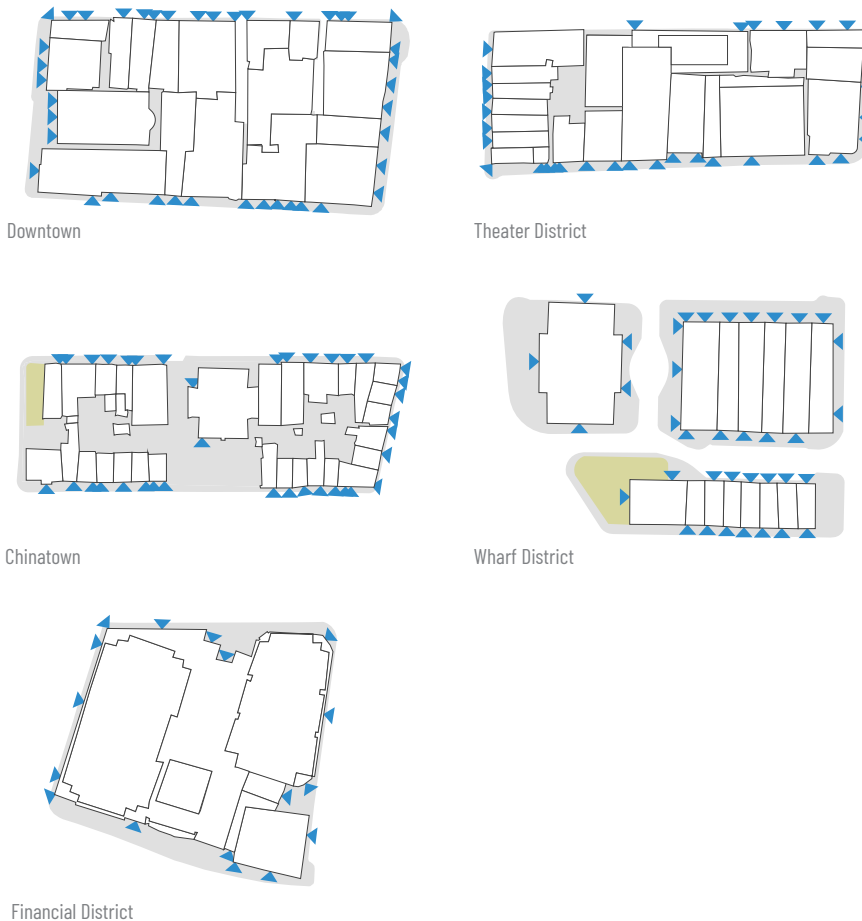 Downtown
Theater District
Chinatown
Wharf District
Financial District